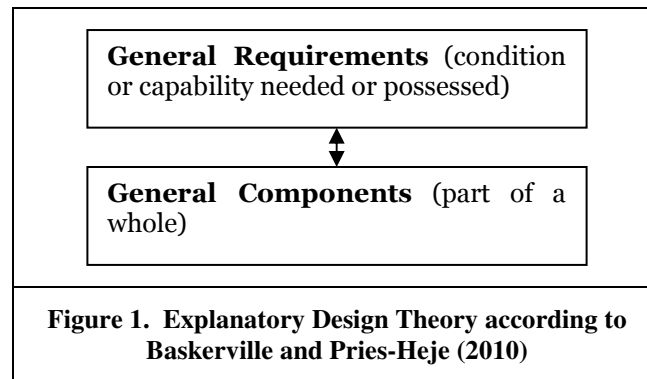 General Requirements (condition
or capability needed or possessed)
General Components (part of a
whole)
Figure 1. Explanatory Design Theory according to
Baskerville and Pries-Heje (2010)